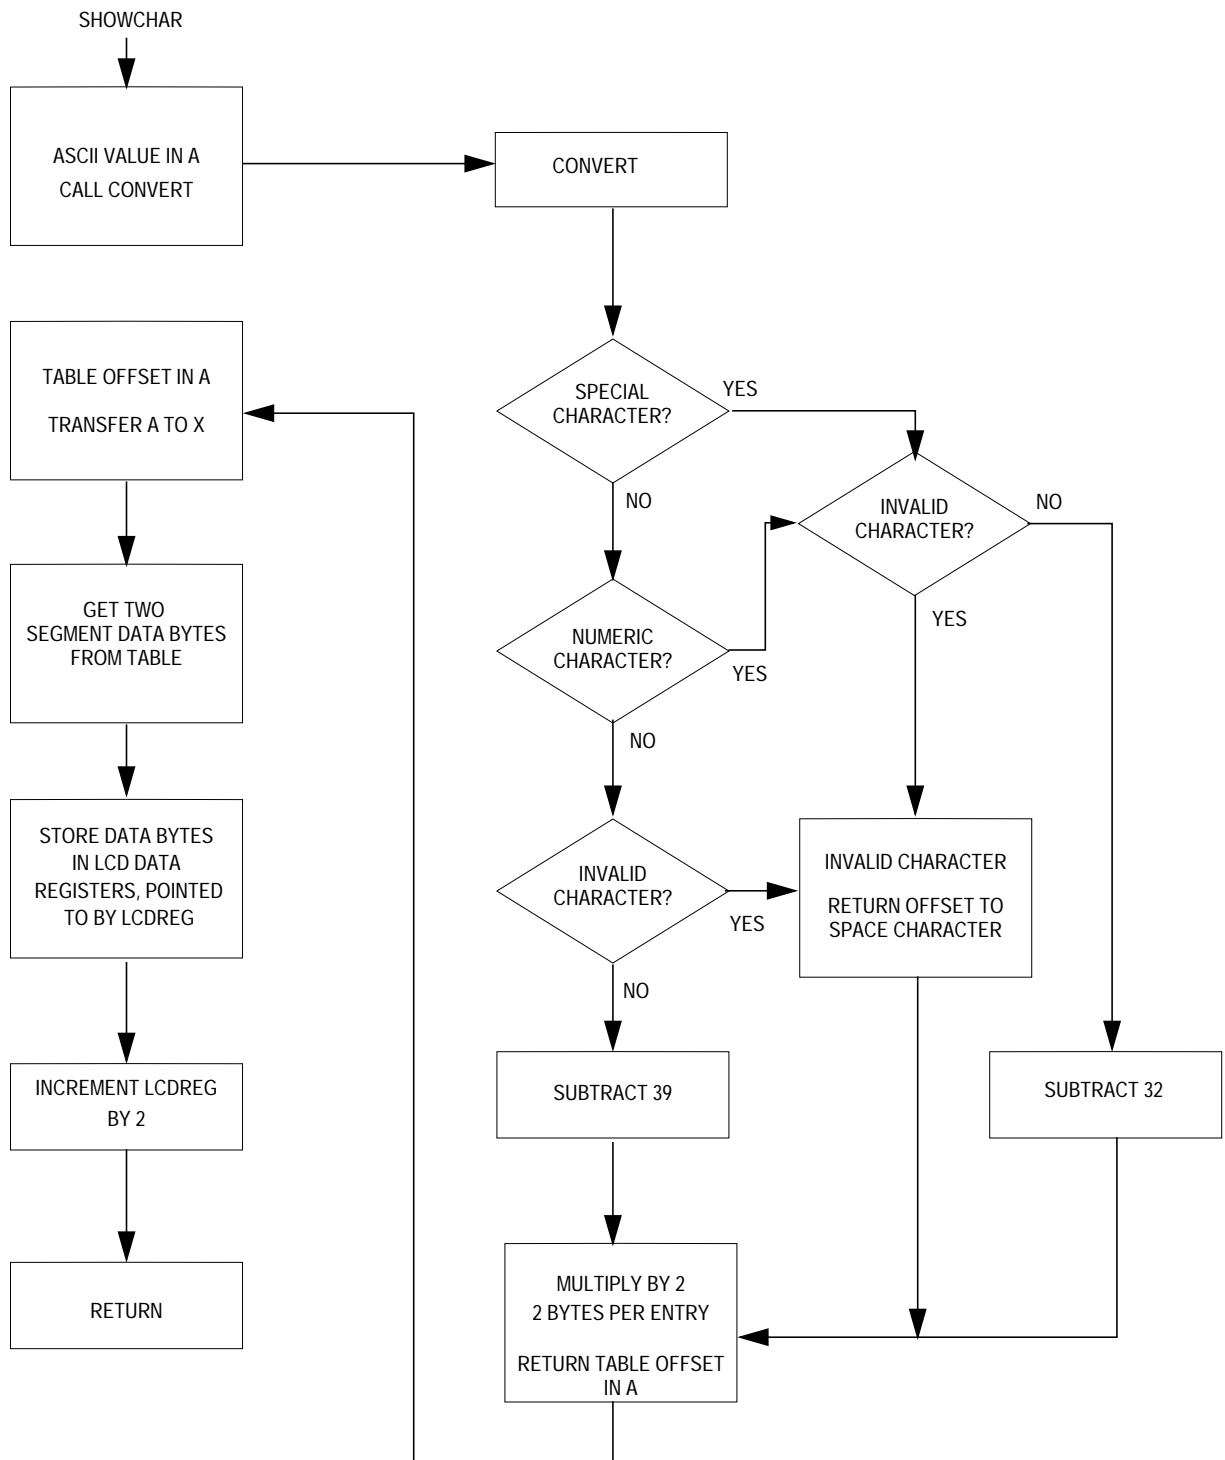 SHOWCHAR
ASCII VALUE IN A
CALL CONVERT
CONVERT
TABLE OFFSET IN A
TRANSFER A TO X
SPECIAL
CHARACTER?
YES
NO
INVALID
CHARACTER?
NO
YES
GET TWO
SEGMENT DATA BYTES
FROM TABLE
NUMERIC
CHARACTER?
YES
NO
STORE DATA BYTES
IN LCD DATA
REGISTERS, POINTED
TO BY LCDREG
INVALID
CHARACTER?
YES
NO
INVALID CHARACTER
RETURN OFFSET TO
SPACE CHARACTER
INCREMENT LCDREG
BY 2
SUBTRACT 39
SUBTRACT 32
RETURN
MULTIPLY BY 2
2 BYTES PER ENTRY
RETURN TABLE OFFSET
IN A